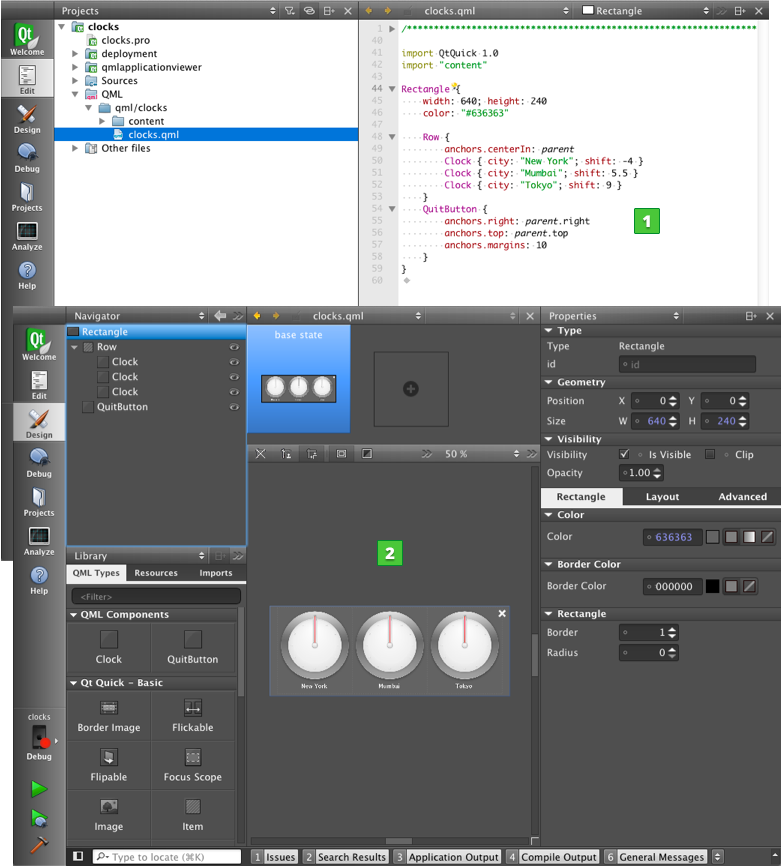 Projects
clocks.qml
Rectangle
Qt
Welcome
Edit
Design
Debug
Projects
Analyze
Help
clocks
clocks.pro
deployment
qmlapplicationviewer
Sources
QML
qml/clocks
content
clocks.qml
Other files
1 /****************************************************************************
40
41 import QtQuick 1.0
42 import "content"
43
44 Rectangle {
45 width: 640; height: 240
46 color: "#636363"
47
48 Row {
49 anchors.centerIn: parent
50 Clock { city: "New York"; shift: -4 }
51 Clock { city: "Mumbai"; shift: 5.5 }
52 Clock { city: "Tokyo"; shift: 9 }
53 }
54 QuitButton {
55 anchors.right: parent.right
56 anchors.top: parent.top
57 anchors.margins: 10
58 }
59 }
60
1
Qt
Welcome
Edit
Design
Debug
Projects
Analyze
Help
clocks
Debug
Navigator
Rectangle
Row
Clock
Clock
Clock
QuitButton
Library
QML Types Resources Imports
<Filter>
QML Components
Clock QuitButton
Qt Quick - Basic
Border Image Flickable
Flipable Focus Scope
Image Item
clocks.qml
base state
50 %
2
New York Mumbai Tokyo
Properties
Type
Type Rectangle
id id
Geometry
Position X 0 Y 0
Size W 640 H 240
Visibility
Visibility Is Visible Clip
Opacity 1.00
Rectangle Layout Advanced
Color
Color 636363
Border Color
Border Color 000000
Rectangle
Border 1
Radius 0
Type to locate (⌘K) 1 Issues 2 Search Results 3 Application Output 4 Compile Output 6 General Messages